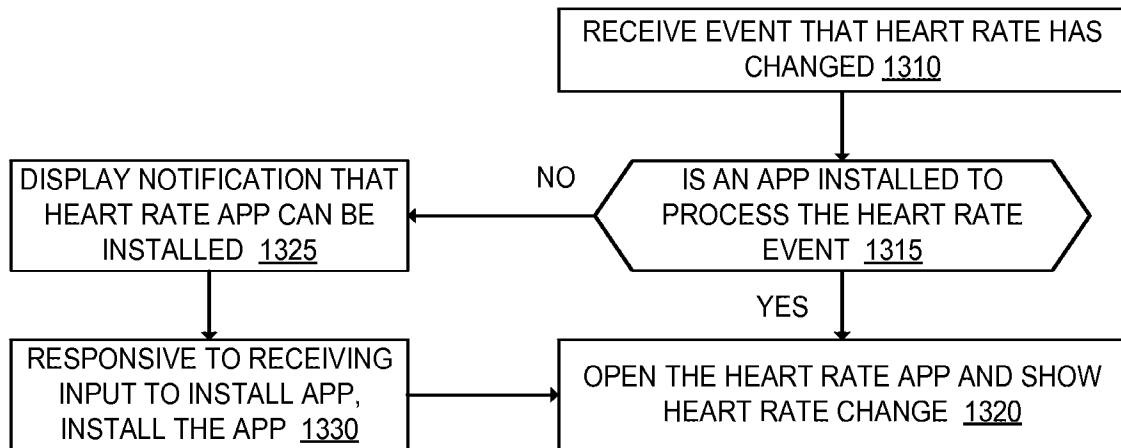 RECEIVE EVENT THAT HEART RATE HAS
CHANGED 1310
IS AN APP INSTALLED TO
PROCESS THE HEART RATE
EVENT 1315
NO
DISPLAY NOTIFICATION THAT
HEART RATE APP CAN BE
INSTALLED 1325
YES
RESPONSIVE TO RECEIVING
INPUT TO INSTALL APP,
INSTALL THE APP 1330
OPEN THE HEART RATE APP AND SHOW
HEART RATE CHANGE 1320